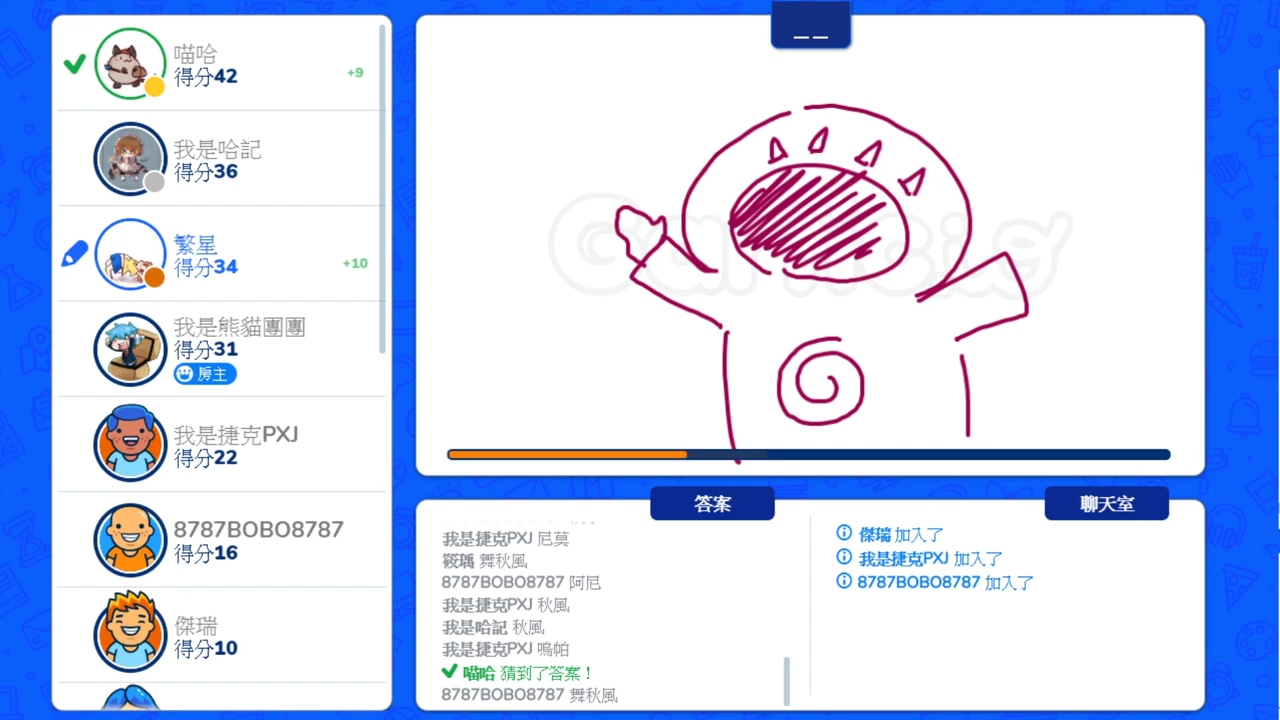 喵哈
得分42
+9
我是哈記
得分36
繁星
得分34
+10
我是熊貓團團
得分31
房主
我是捷克PXJ
得分22
8787BOBO8787
得分16
傑瑞
得分10
Gartic.io
答案
我是捷克PXJ 尼莫
筱瑀 舞秋風
8787BOBO8787 阿尼
我是捷克PXJ 秋風
我是哈記 秋風
我是捷克PXJ 嗚帕
喵哈 猜到了答案！
8787BOBO8787 舞秋風
聊天室
傑瑞 加入了
我是捷克PXJ 加入了
8787BOBO8787 加入了